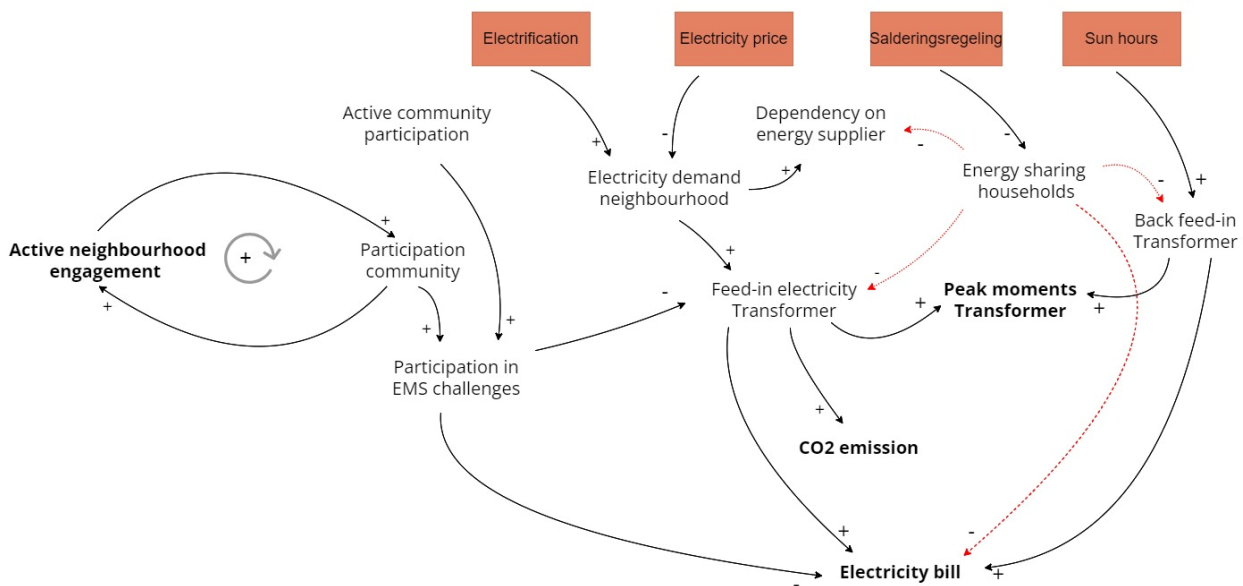 Electrification
Electricity price
Salderingsregeling
Sun hours
Active community
participation
Dependency on
energy supplier
+
-
-
-
+
Electricity demand
neighbourhood
+
Energy sharing
households
-
+
Active neighbourhood
engagement
+
+
Participation
community
+
Back feed-in
Transformer
+
Feed-in electricity
Transformer
-
-
Peak moments
Transformer
+
+
+
+
Participation in
EMS challenges
+
CO2 emission
+
-
Electricity bill
+
-